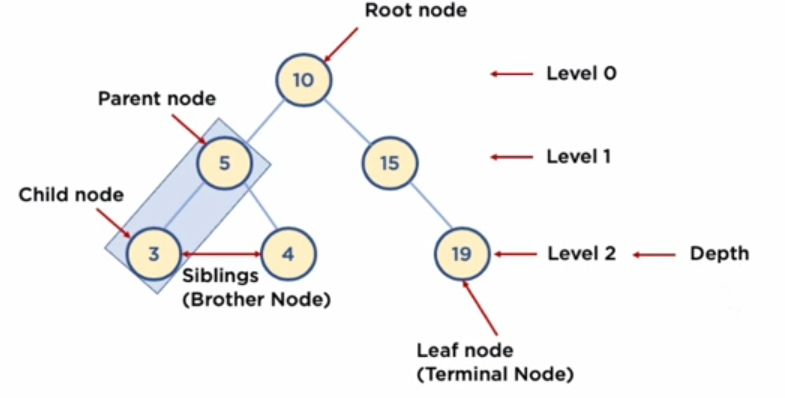 Root node
10
Level 0
Parent node
5
15
Level 1
Child node
3
4
19
Level 2
Depth
Siblings
(Brother Node)
Leaf node
(Terminal Node)